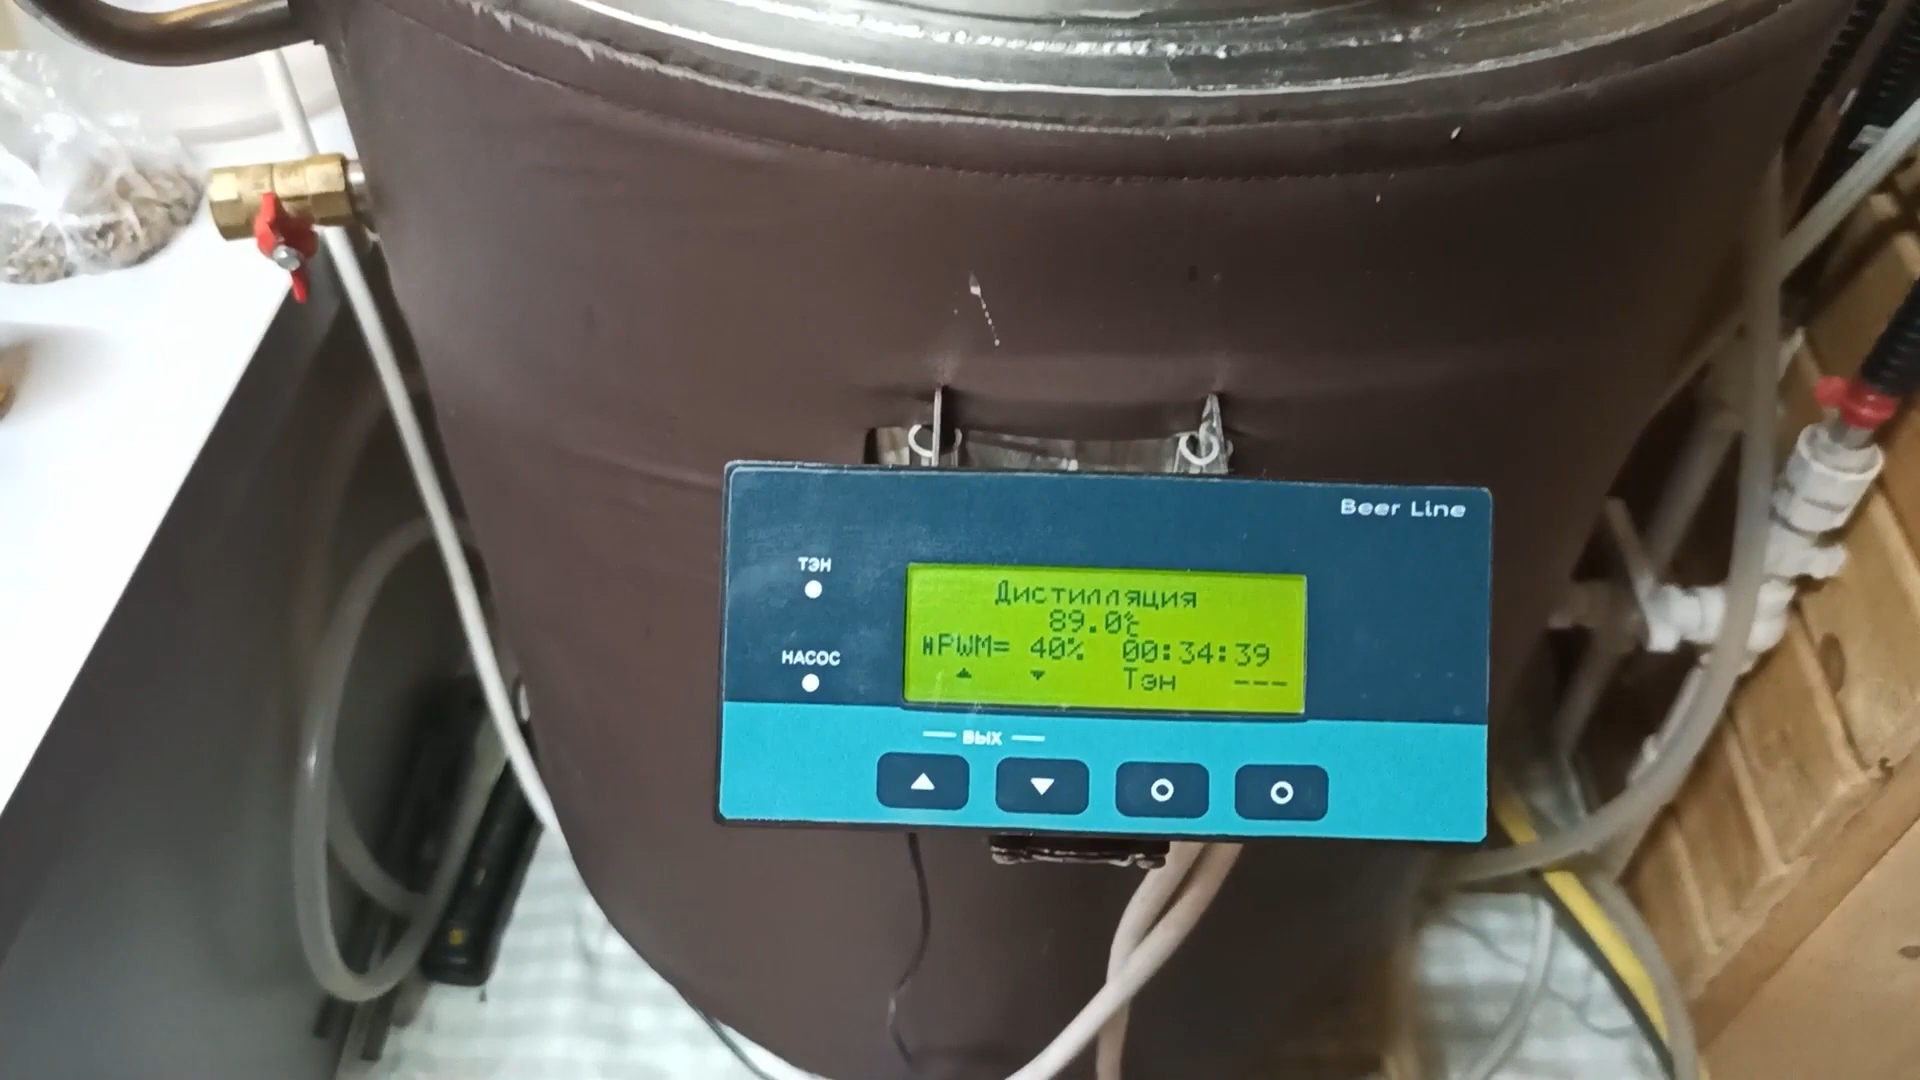 Beer Line
ТЭН
НАСОС
Дистилляция
89.0℃
PWM= 40% 00:34:39
Тэн ---
ВЫХ